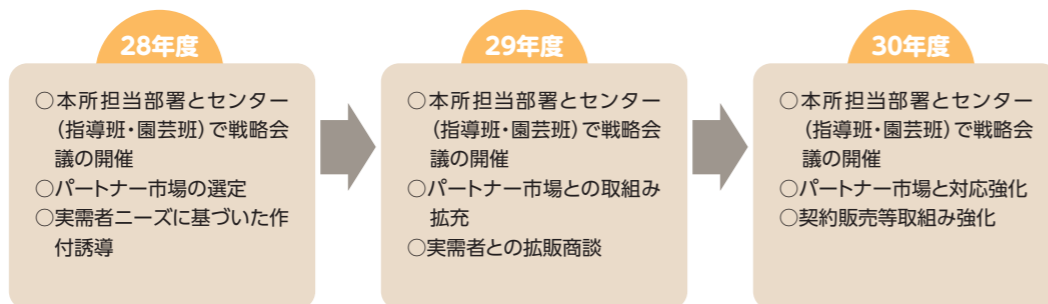 28年度
○本所担当部署とセンター
(指導班・園芸班)で戦略会
議の開催
○パートナー市場の選定
○実需者ニーズに基づいた作
付誘導
29年度
○本所担当部署とセンター
(指導班・園芸班)で戦略会
議の開催
○パートナー市場との取組み
拡充
○実需者との拡販商談
30年度
○本所担当部署とセンター
(指導班・園芸班)で戦略会
議の開催
○パートナー市場と対応強化
○契約販売等取組み強化